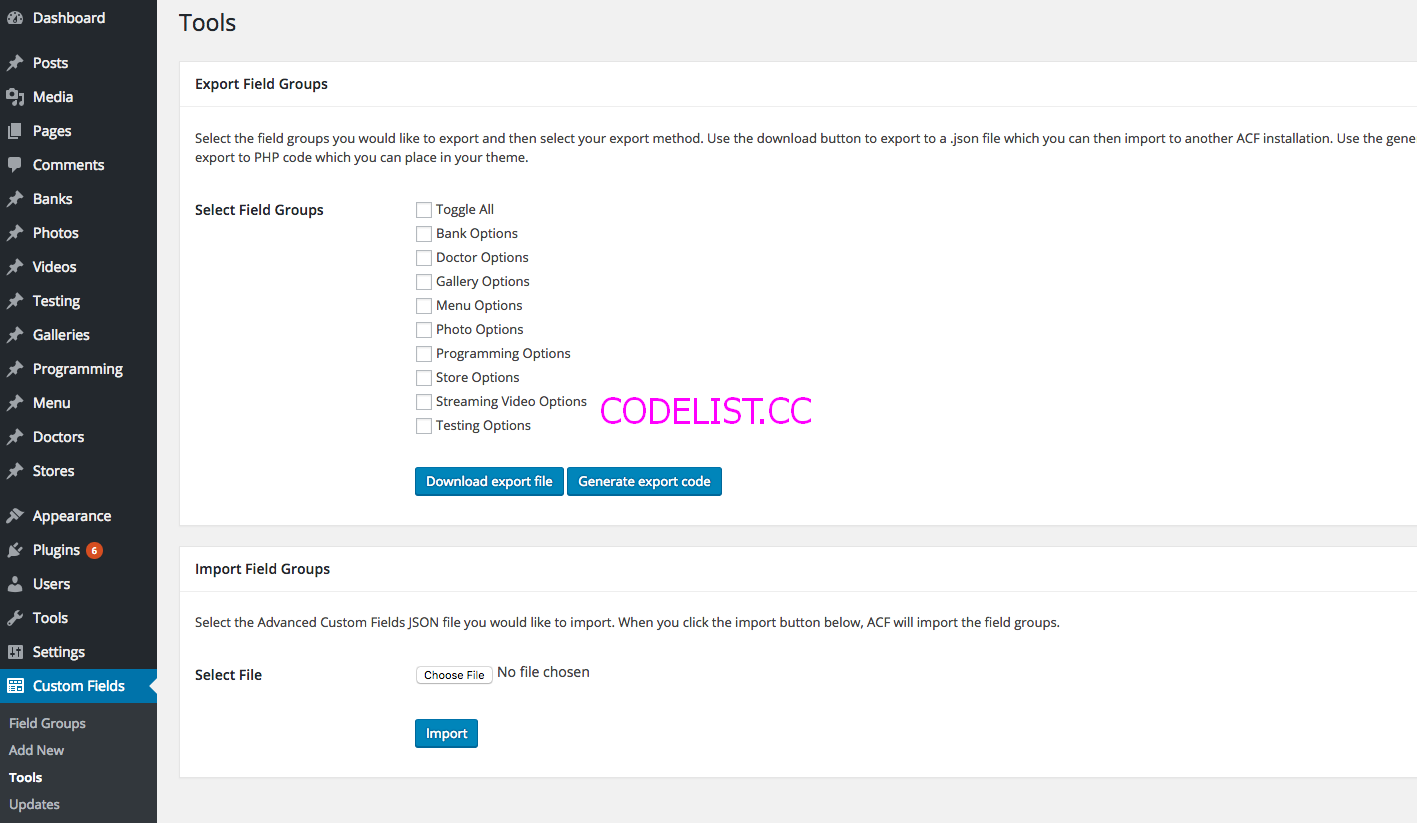 Dashboard
Posts
Media
Pages
Comments
Banks
Photos
Videos
Testing
Galleries
Programming
Menu
Doctors
Stores
Appearance
Plugins 6
Users
Tools
Settings
Custom Fields
Field Groups
Add New
Tools
Updates
Tools
Export Field Groups
Select the field groups you would like to export and then select your export method. Use the download button to export to a .json file which you can then import to another ACF installation. Use the gene
export to PHP code which you can place in your theme.
Select Field Groups
Toggle All
Bank Options
Doctor Options
Gallery Options
Menu Options
Photo Options
Programming Options
Store Options
Streaming Video Options
CODELIST.CC
Testing Options
Download export file Generate export code
Import Field Groups
Select the Advanced Custom Fields JSON file you would like to import. When you click the import button below, ACF will import the field groups.
Select File
Choose File No file chosen
Import